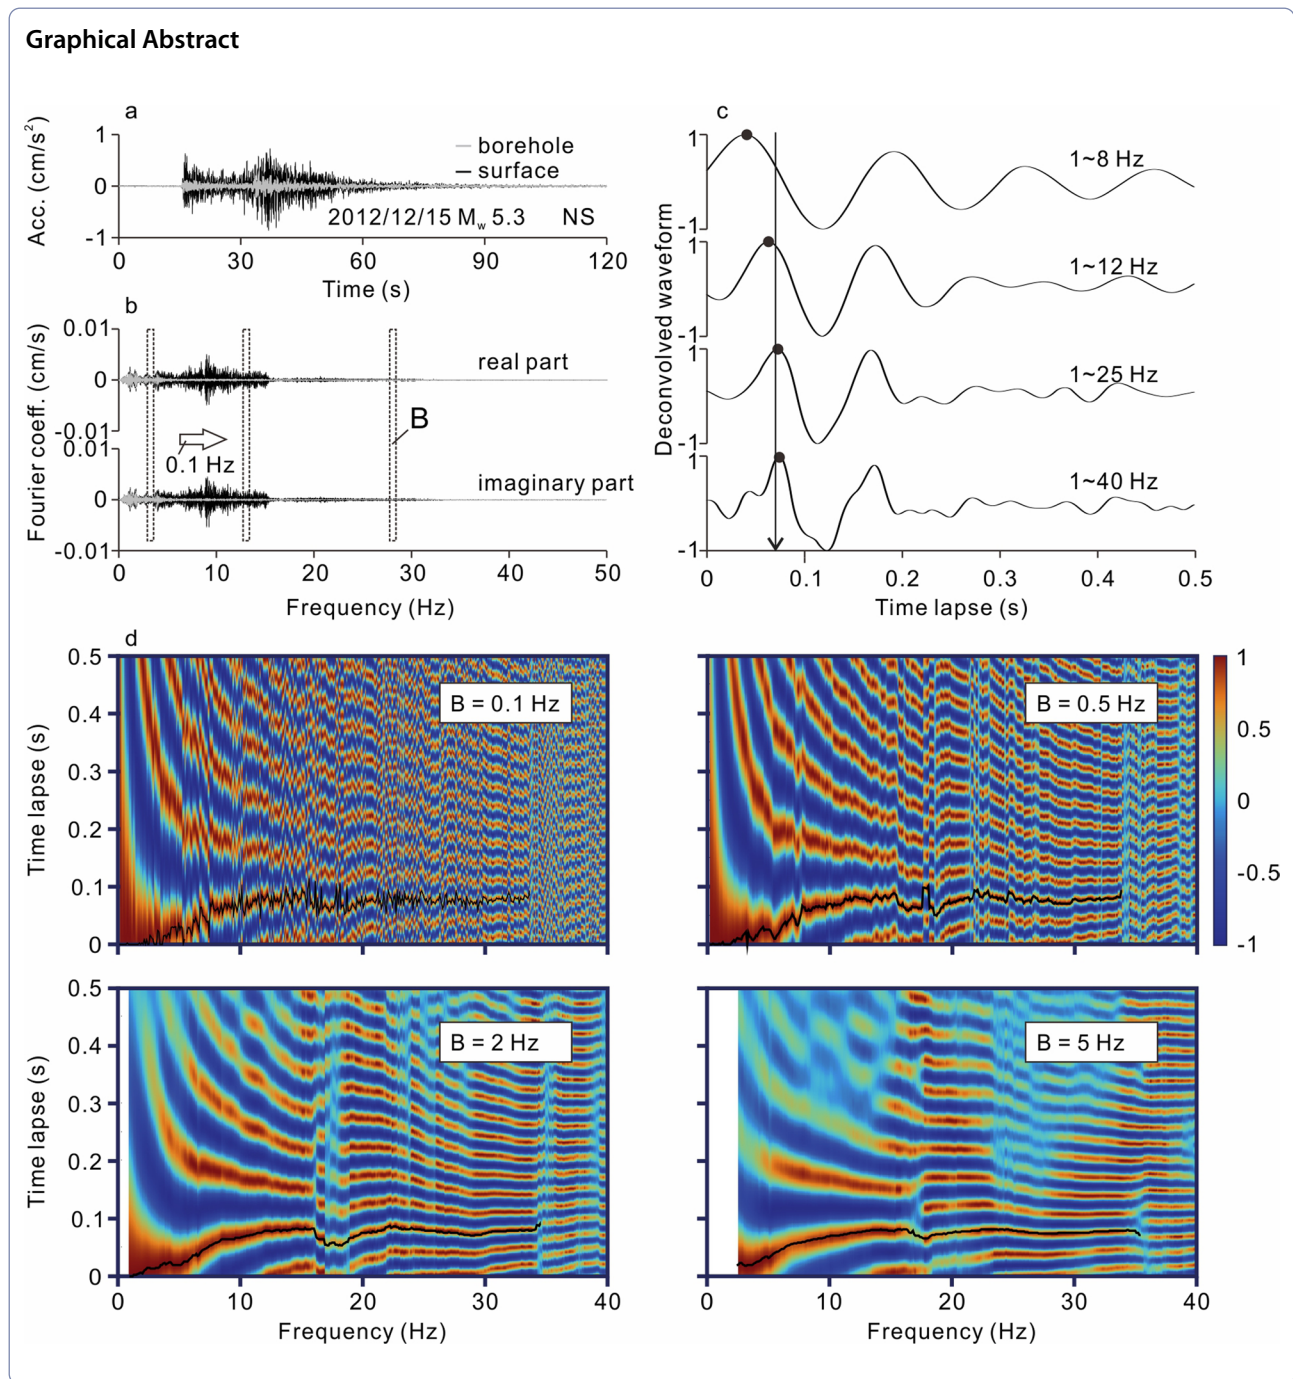 Graphical Abstract
a
Acc. (cm/s²)
1
0
-1
borehole
surface
2012/12/15 Mw 5.3 NS
0 30 60 90 120
Time (s)
b
Fourier coeff. (cm/s)
0.01
0
-0.01
0.01
0
-0.01
real part
B
0.1 Hz
imaginary part
0 10 20 30 40 50
Frequency (Hz)
c
Deconvolved waveform
1
1~8 Hz
-1
1
1~12 Hz
-1
1
1~25 Hz
-1
1
1~40 Hz
-1
0 0.1 0.2 0.3 0.4 0.5
Time lapse (s)
d
Time lapse (s)
0.5
0.4
0.3
0.2
0.1
0
B = 0.1 Hz
B = 0.5 Hz
1
0.5
0
-0.5
-1
Time lapse (s)
0.5
0.4
0.3
0.2
0.1
0
B = 2 Hz
0 10 20 30 40
Frequency (Hz)
B = 5 Hz
0 10 20 30 40
Frequency (Hz)